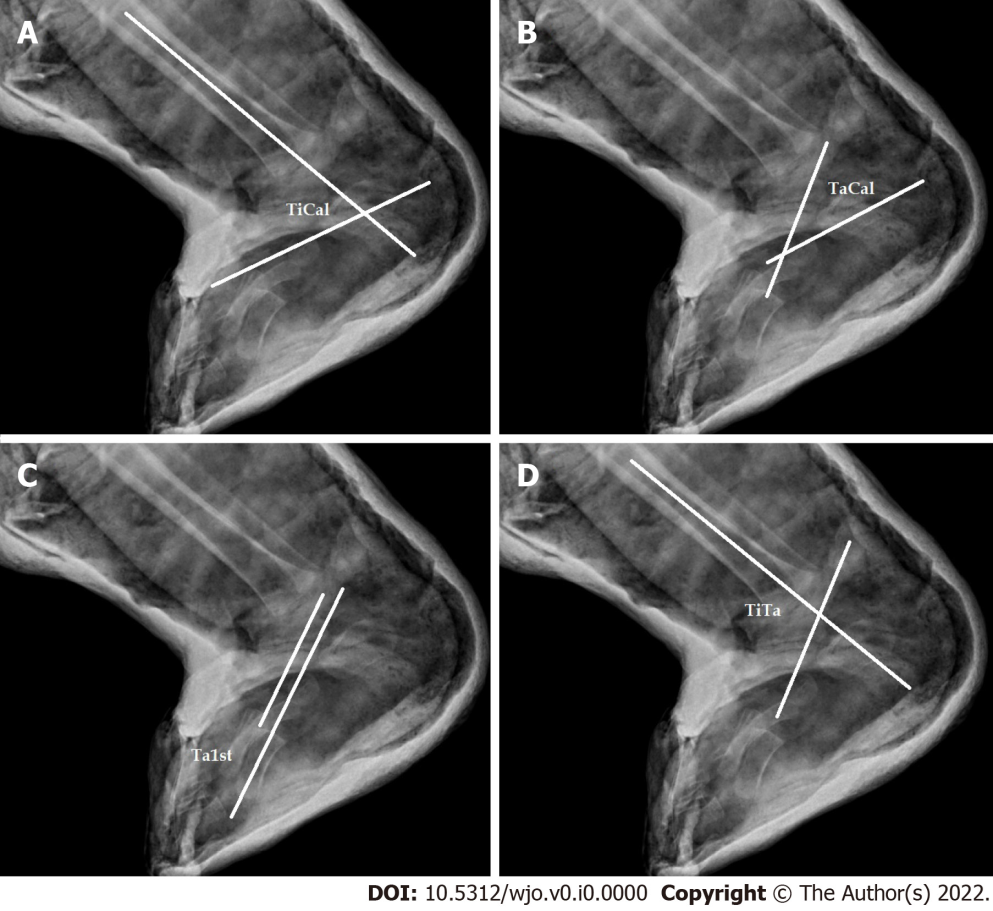 A
B
TiCal
TaCal
C
D
TiTa
Ta1st
DOI: 10.5312/wjo.v0.i0.0000 Copyright © The Author(s) 2022.